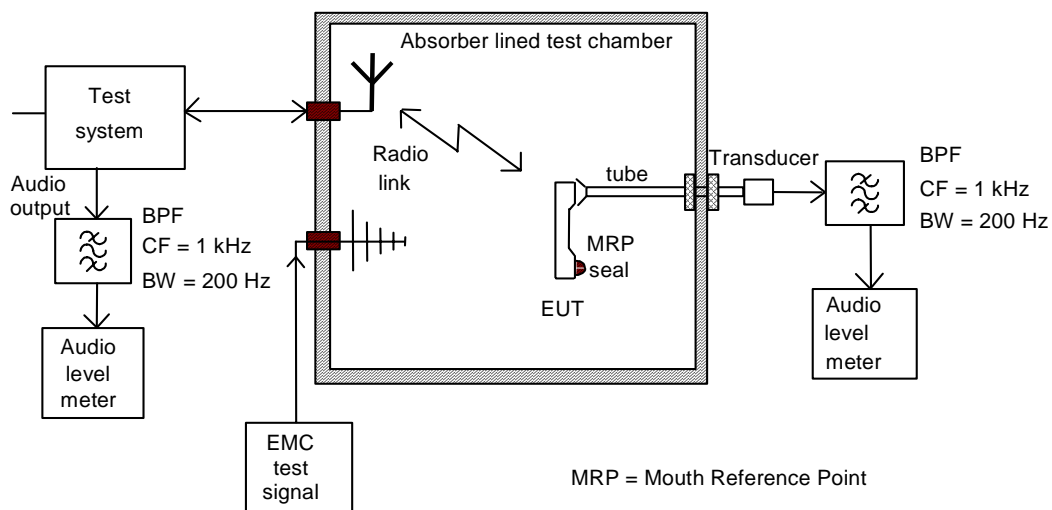 Absorber lined test chamber
Test
system
Radio
link
Audio
output
BPF
CF = 1 kHz
BW = 200 Hz
Audio
level
meter
EMC
test
signal
tube
Transducer
MRP
seal
EUT
BPF
CF = 1 kHz
BW = 200 Hz
Audio
level
meter
MRP = Mouth Reference Point